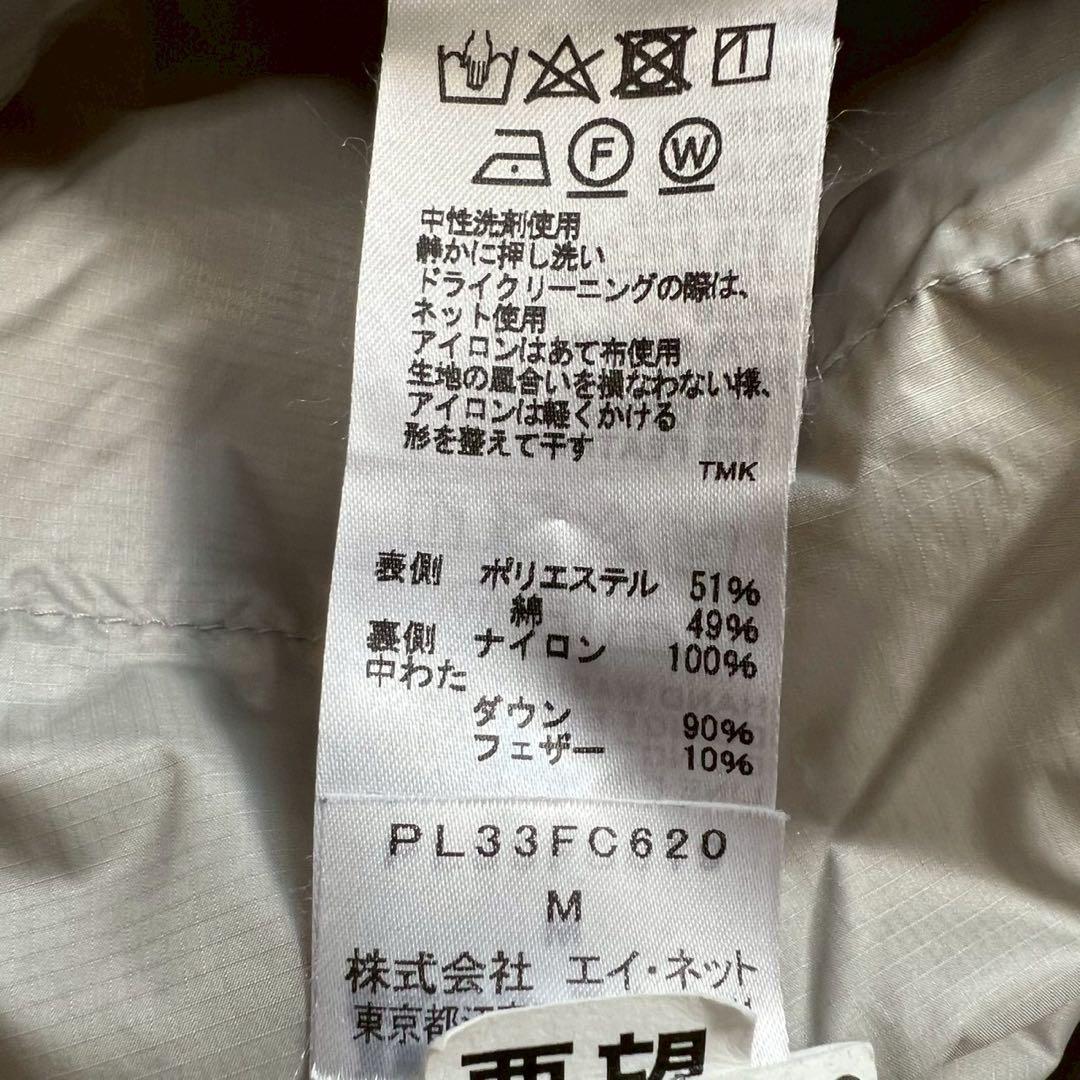 F W
中性洗剤使用
静かに押し洗い
ドライクリーニングの際は、
ネット使用
アイロンはあて布使用
生地の風合いを損なわない様、
アイロンは軽くかける
形を整えて干す
TMK
表側 ポリエステル 51%
綿 49%
裏側 ナイロン 100%
中わた
ダウン 90%
フェザー 10%
PL33FC620
M
株式会社 エイ・ネット
東京都江
要望